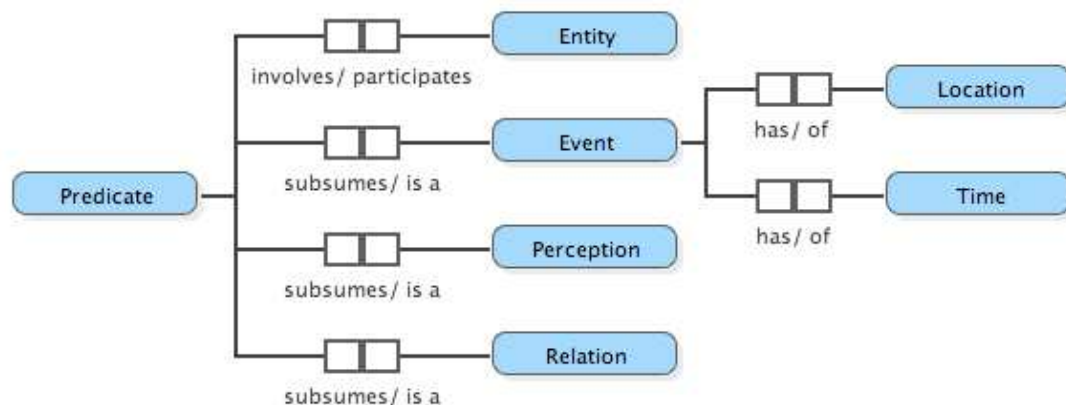 Entity
involves/ participates
Location
has/ of
Event
subsumes/ is a
Predicate
Time
has/ of
Perception
subsumes/ is a
Relation
subsumes/ is a